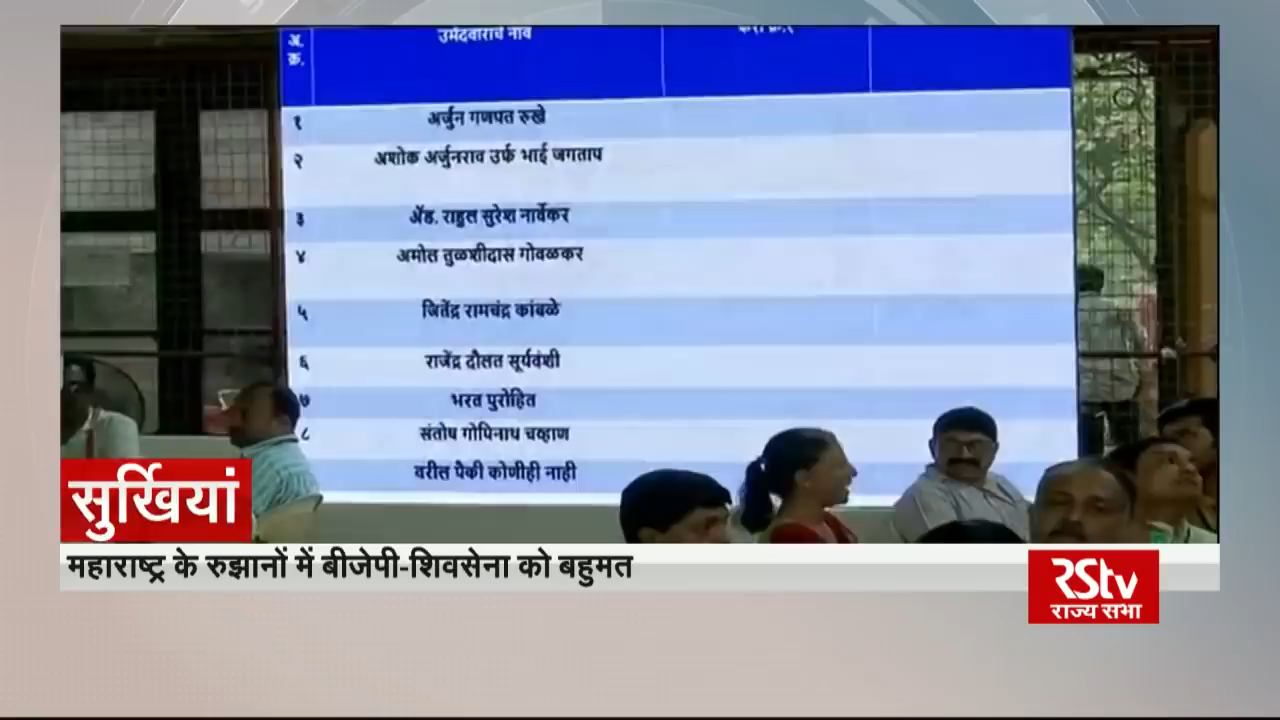 अ. उमेदवाराचे नाव
क्र.
१ अर्जुन गणपत रुखे
२ अशोक अर्जुनराव उर्फ भाई जगताप
३ ॲड. राहुल सुरेश नार्वेकर
४ अमोल तुळशीदास गोवळकर
५ जितेंद्र रामचंद्र कांबळे
६ राजेंद्र दौलत सूर्यवंशी
७ भरत पुरोहित
८ संतोष गोपिनाथ चव्हाण
वरील पैकी कोणीही नाही
सुर्खियां
महाराष्ट्र के रुझानों में बीजेपी-शिवसेना को बहुमत
RStv
राज्य सभा